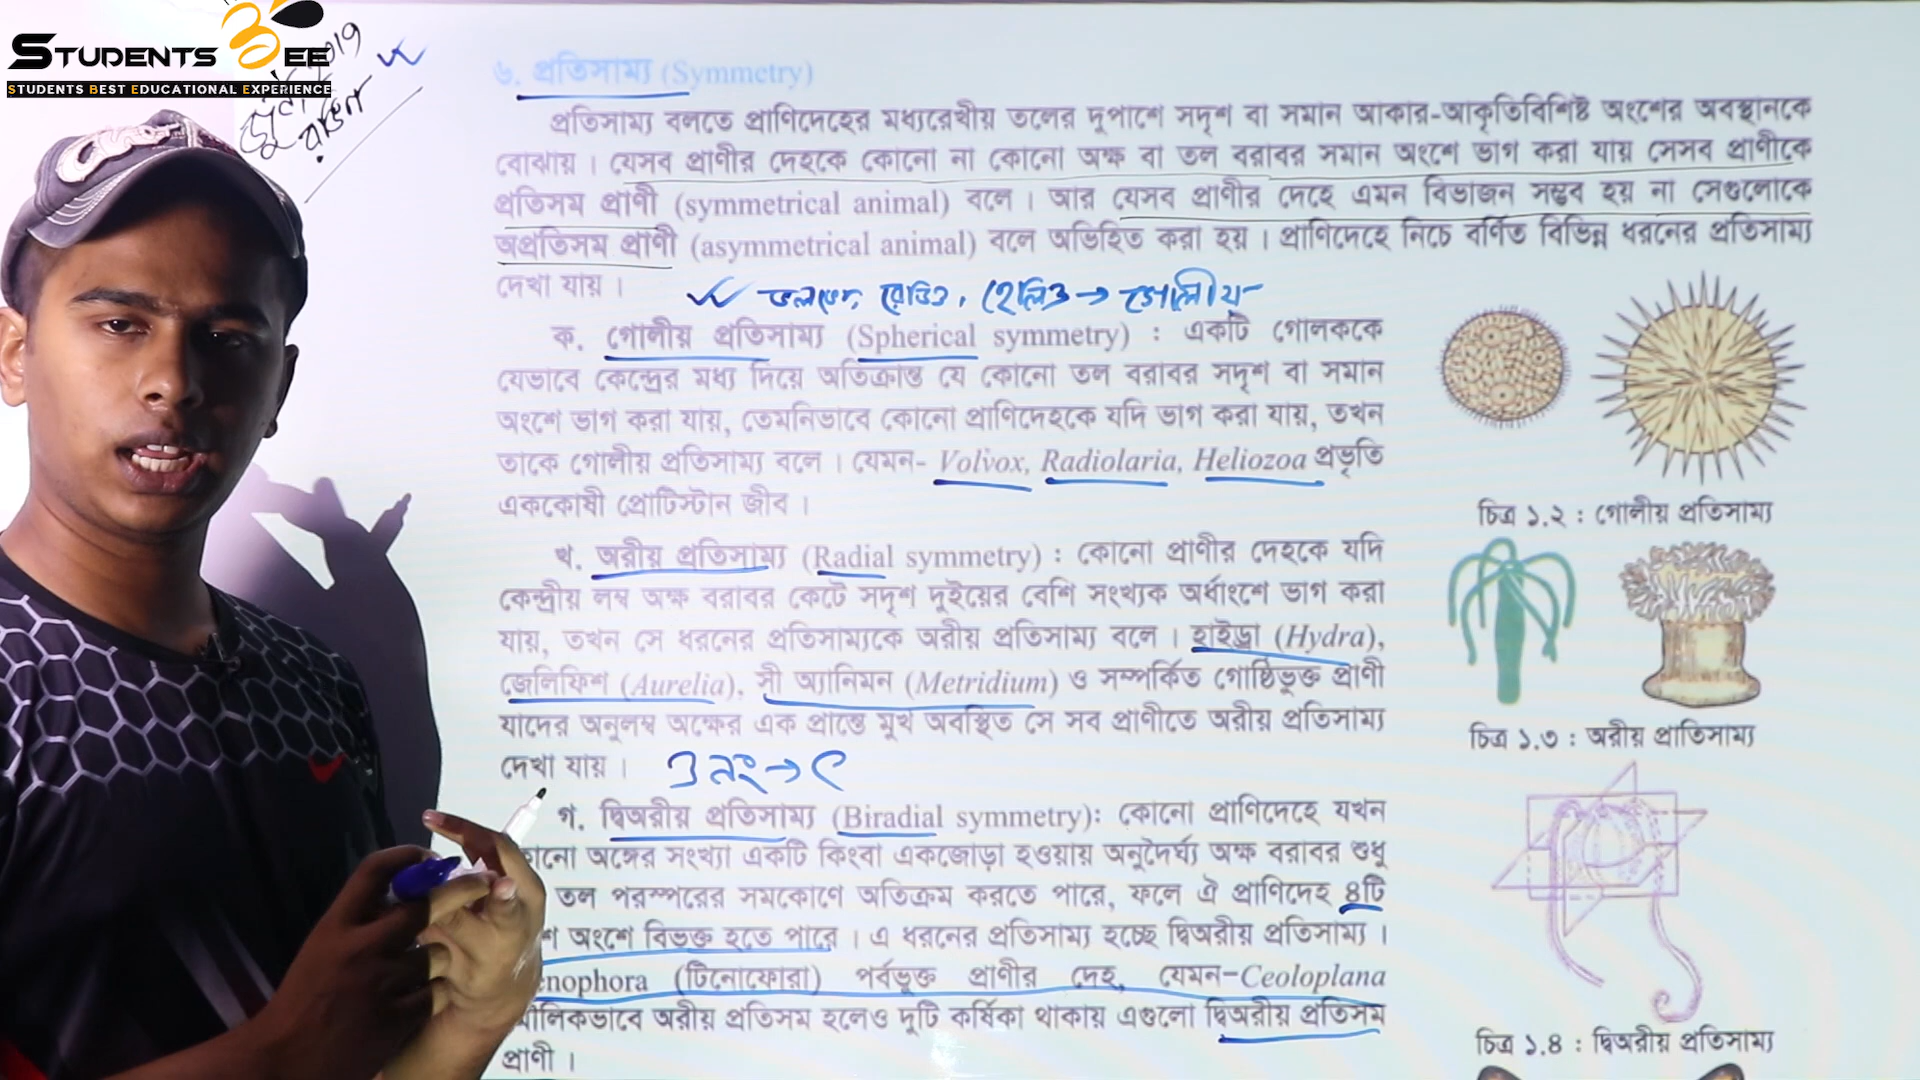 STUDENTS BEE
STUDENTS BEST EDUCATIONAL EXPERIENCE
৬. প্রতিসাম্য (Symmetry)
প্রতিসাম্য বলতে প্রাণিদেহের মধ্যরেখীয় তলের দুপাশে সদৃশ বা সমান আকার-আকৃতিবিশিষ্ট অংশের অবস্থানকে
বোঝায় । যেসব প্রাণীর দেহকে কোনো না কোনো অক্ষ বা তল বরাবর সমান অংশে ভাগ করা যায় সেসব প্রাণীকে
প্রতিসম প্রাণী (symmetrical animal) বলে । আর যেসব প্রাণীর দেহে এমন বিভাজন সম্ভব হয় না সেগুলোকে
অপ্রতিসম প্রাণী (asymmetrical animal) বলে অভিহিত করা হয় । প্রাণিদেহে নিচে বর্ণিত বিভিন্ন ধরনের প্রতিসাম্য
দেখা যায় ।
→ গোলীয়
ক. গোলীয় প্রতিসাম্য (Spherical symmetry) : একটি গোলককে
যেভাবে কেন্দ্রের মধ্য দিয়ে অতিক্রান্ত যে কোনো তল বরাবর সদৃশ বা সমান
অংশে ভাগ করা যায়, তেমনিভাবে কোনো প্রাণিদেহকে যদি ভাগ করা যায়, তখন
তাকে গোলীয় প্রতিসাম্য বলে । যেমন- Volvox, Radiolaria, Heliozoa প্রভৃতি
এককোষী প্রোটিস্টান জীব ।
চিত্র ১.২ : গোলীয় প্রতিসাম্য
খ. অরীয় প্রতিসাম্য (Radial symmetry) : কোনো প্রাণীর দেহকে যদি
কেন্দ্রীয় লম্ব অক্ষ বরাবর কেটে সদৃশ দুইয়ের বেশি সংখ্যক অর্ধাংশে ভাগ করা
যায়, তখন সে ধরনের প্রতিসাম্যকে অরীয় প্রতিসাম্য বলে । হাইড্রা (Hydra),
জেলিফিশ (Aurelia), সী অ্যানিমন (Metridium) ও সম্পর্কিত গোষ্ঠিভুক্ত প্রাণী
যাদের অনুলম্ব অক্ষের এক প্রান্তে মুখ অবস্থিত সে সব প্রাণীতে অরীয় প্রতিসাম্য
দেখা যায় ।
চিত্র ১.৩ : অরীয় প্রাতিসাম্য
গ. দ্বিঅরীয় প্রতিসাম্য (Biradial symmetry): কোনো প্রাণিদেহে যখন
কোনো অঙ্গের সংখ্যা একটি কিংবা একজোড়া হওয়ায় অনুদৈর্ঘ্য অক্ষ বরাবর শুধু
তল পরস্পরের সমকোণে অতিক্রম করতে পারে, ফলে ঐ প্রাণিদেহ ৪টি
অংশে বিভক্ত হতে পারে । এ ধরনের প্রতিসাম্য হচ্ছে দ্বিঅরীয় প্রতিসাম্য ।
nophora (টিনোফোরা) পর্বভুক্ত প্রাণীর দেহ, যেমন-Ceoloplana
মৌলিকভাবে অরীয় প্রতিসম হলেও দুটি কর্ষিকা থাকায় এগুলো দ্বিঅরীয় প্রতিসম
প্রাণী ।
চিত্র ১.৪ : দ্বিঅরীয় প্রতিসাম্য